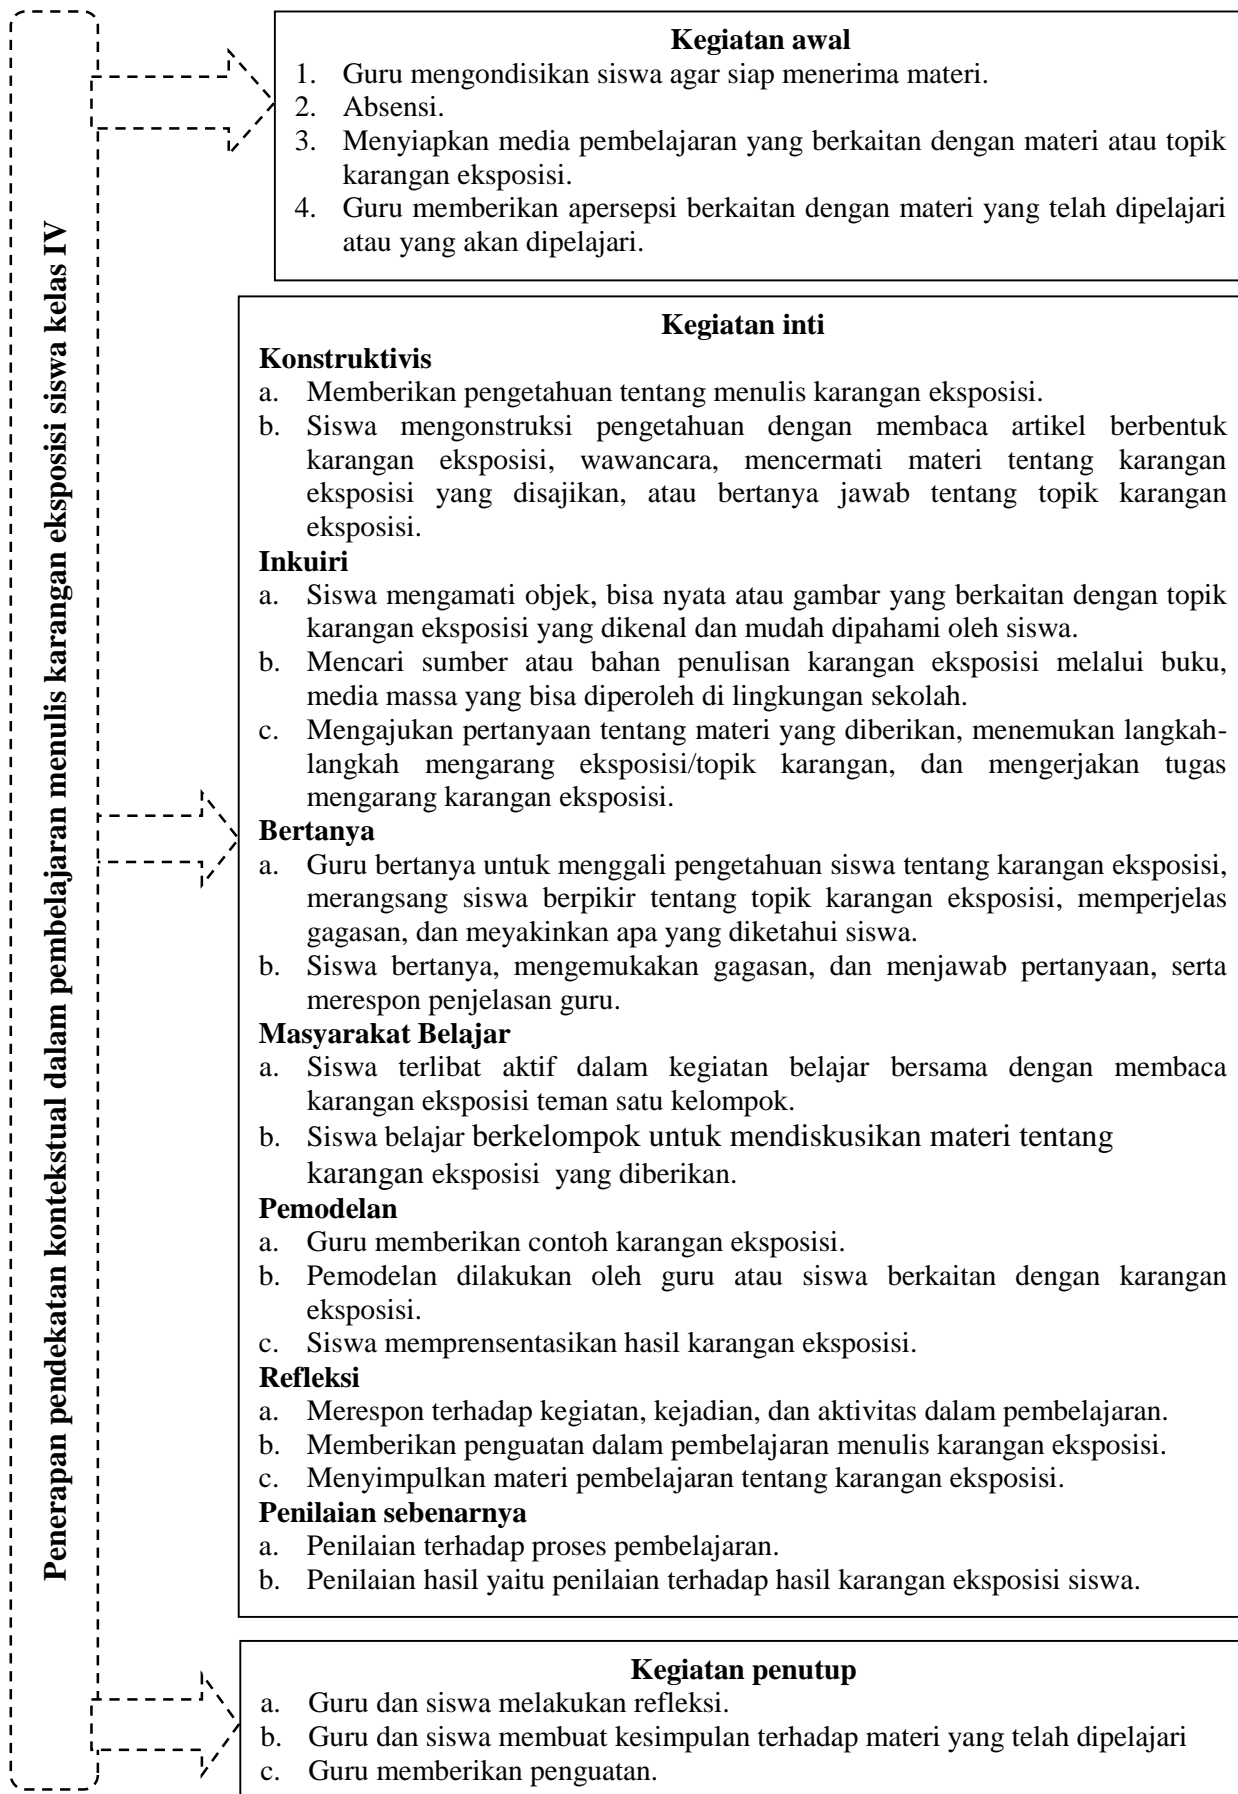 Penerapan pendekatan kontekstual dalam pembelajaran menulis karangan eksposisi siswa kelas IV
Kegiatan awal
1. Guru mengondisikan siswa agar siap menerima materi.
2. Absensi.
3. Menyiapkan media pembelajaran yang berkaitan dengan materi atau topik
karangan eksposisi.
4. Guru memberikan apersepsi berkaitan dengan materi yang telah dipelajari
atau yang akan dipelajari.
Kegiatan inti
Konstruktivis
a. Memberikan pengetahuan tentang menulis karangan eksposisi.
b. Siswa mengonstruksi pengetahuan dengan membaca artikel berbentuk
karangan eksposisi, wawancara, mencermati materi tentang karangan
eksposisi yang disajikan, atau bertanya jawab tentang topik karangan
eksposisi.
Inkuiri
a. Siswa mengamati objek, bisa nyata atau gambar yang berkaitan dengan topik
karangan eksposisi yang dikenal dan mudah dipahami oleh siswa.
b. Mencari sumber atau bahan penulisan karangan eksposisi melalui buku,
media massa yang bisa diperoleh di lingkungan sekolah.
c. Mengajukan pertanyaan tentang materi yang diberikan, menemukan langkah-
langkah mengarang eksposisi/topik karangan, dan mengerjakan tugas
mengarang karangan eksposisi.
Bertanya
a. Guru bertanya untuk menggali pengetahuan siswa tentang karangan eksposisi,
merangsang siswa berpikir tentang topik karangan eksposisi, memperjelas
gagasan, dan meyakinkan apa yang diketahui siswa.
b. Siswa bertanya, mengemukakan gagasan, dan menjawab pertanyaan, serta
merespon penjelasan guru.
Masyarakat Belajar
a. Siswa terlibat aktif dalam kegiatan belajar bersama dengan membaca
karangan eksposisi teman satu kelompok.
b. Siswa belajar berkelompok untuk mendiskusikan materi tentang
karangan eksposisi yang diberikan.
Pemodelan
a. Guru memberikan contoh karangan eksposisi.
b. Pemodelan dilakukan oleh guru atau siswa berkaitan dengan karangan
eksposisi.
c. Siswa memprensentasikan hasil karangan eksposisi.
Refleksi
a. Merespon terhadap kegiatan, kejadian, dan aktivitas dalam pembelajaran.
b. Memberikan penguatan dalam pembelajaran menulis karangan eksposisi.
c. Menyimpulkan materi pembelajaran tentang karangan eksposisi.
Penilaian sebenarnya
a. Penilaian terhadap proses pembelajaran.
b. Penilaian hasil yaitu penilaian terhadap hasil karangan eksposisi siswa.
Kegiatan penutup
a. Guru dan siswa melakukan refleksi.
b. Guru dan siswa membuat kesimpulan terhadap materi yang telah dipelajari
c. Guru memberikan penguatan.